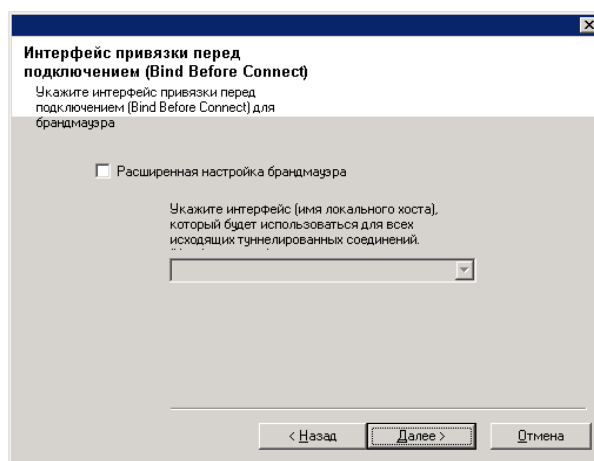 Интерфейс привязки перед
подключением (Bind Before Connect)
Укажите интерфейс привязки перед
подключением (Bind Before Connect) для
брандмауэра
Расширенная настройка брандмауэра
Укажите интерфейс (имя локального хоста),
который будет использоваться для всех
исходящих туннелированных соединений.
< Назад
Далее >
Отмена